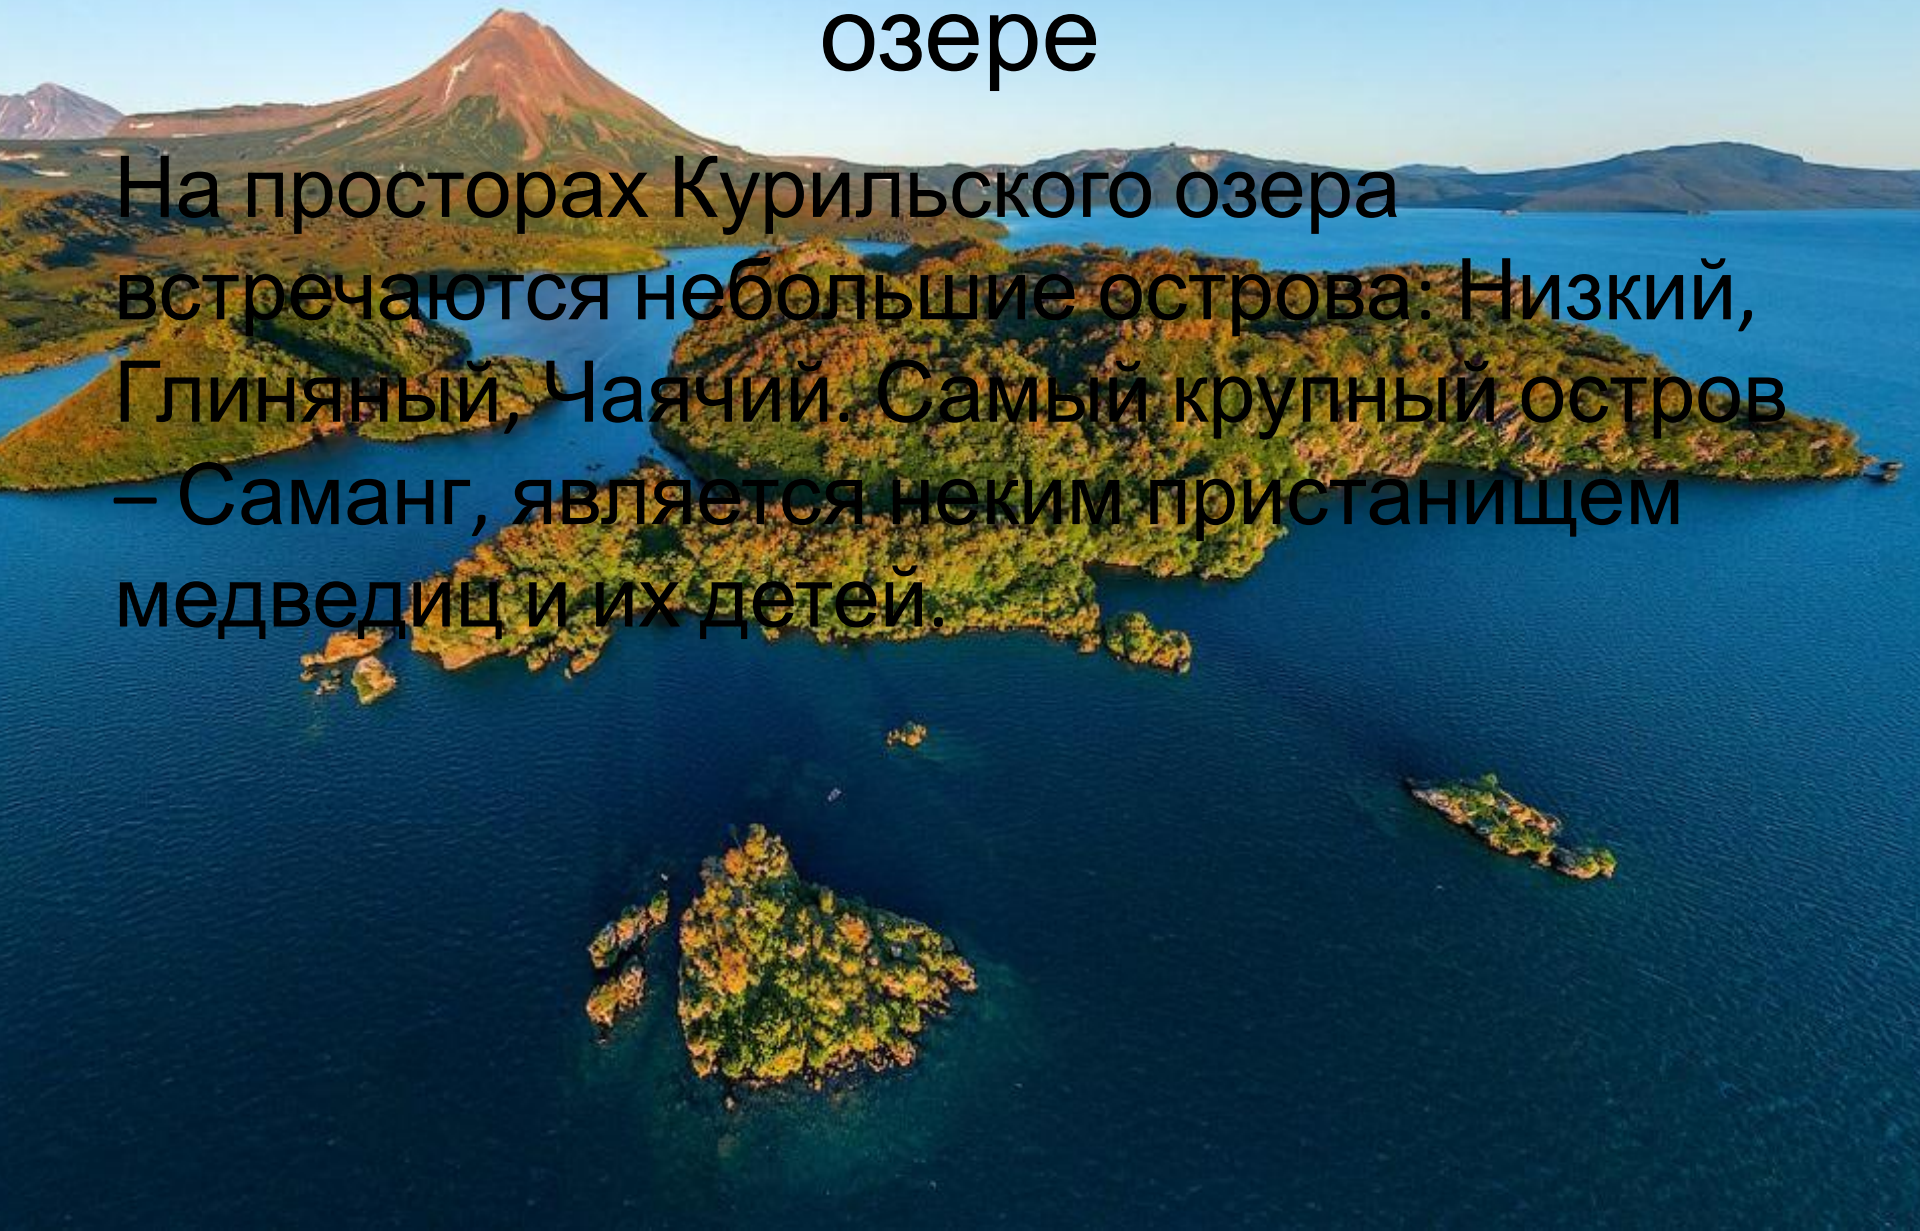 озере
На просторах Курильского озера
встречаются небольшие острова: Низкий,
Глиняный, Чаячий. Самый крупный остров
– Саманг, является неким пристанищем
медведиц и их детей.